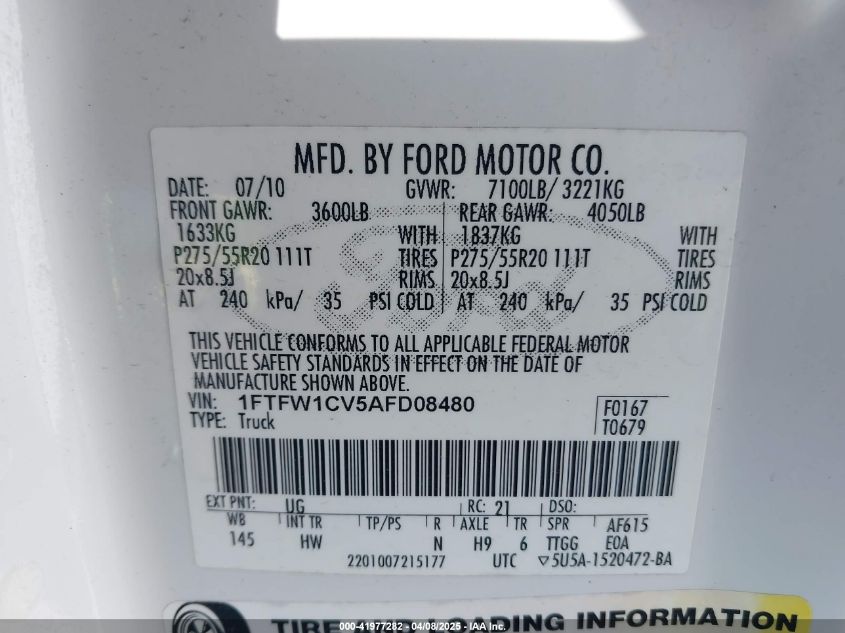 MFD. BY FORD MOTOR CO.
DATE: 07/10 GVWR: 7100LB/ 3221KG
FRONT GAWR: 3600LB REAR GAWR: 4050LB
1633KG WITH 1837KG WITH
P275/55R20 111T TIRES P275/55R20 111T TIRES
20x8.5J RIMS 20x8.5J RIMS
AT 240 kPa/ 35 PSI COLD AT 240 kPa/ 35 PSI COLD
THIS VEHICLE CONFORMS TO ALL APPLICABLE FEDERAL MOTOR
VEHICLE SAFETY STANDARDS IN EFFECT ON THE DATE OF
MANUFACTURE SHOWN ABOVE.
VIN: 1FTFW1CV5AFD08480 F0167
TYPE: Truck T0679
EXT PNT: UG RC: 21 DSO:
WB INT TR TP/PS R AXLE TR SPR AF615
145 HW N H9 6 TTGG EOA
2201007215177 UTC ▽5U5A-1520472-BA
TIRE LOADING INFORMATION
000-41977282 - 04/08/2025 - IAA Inc.